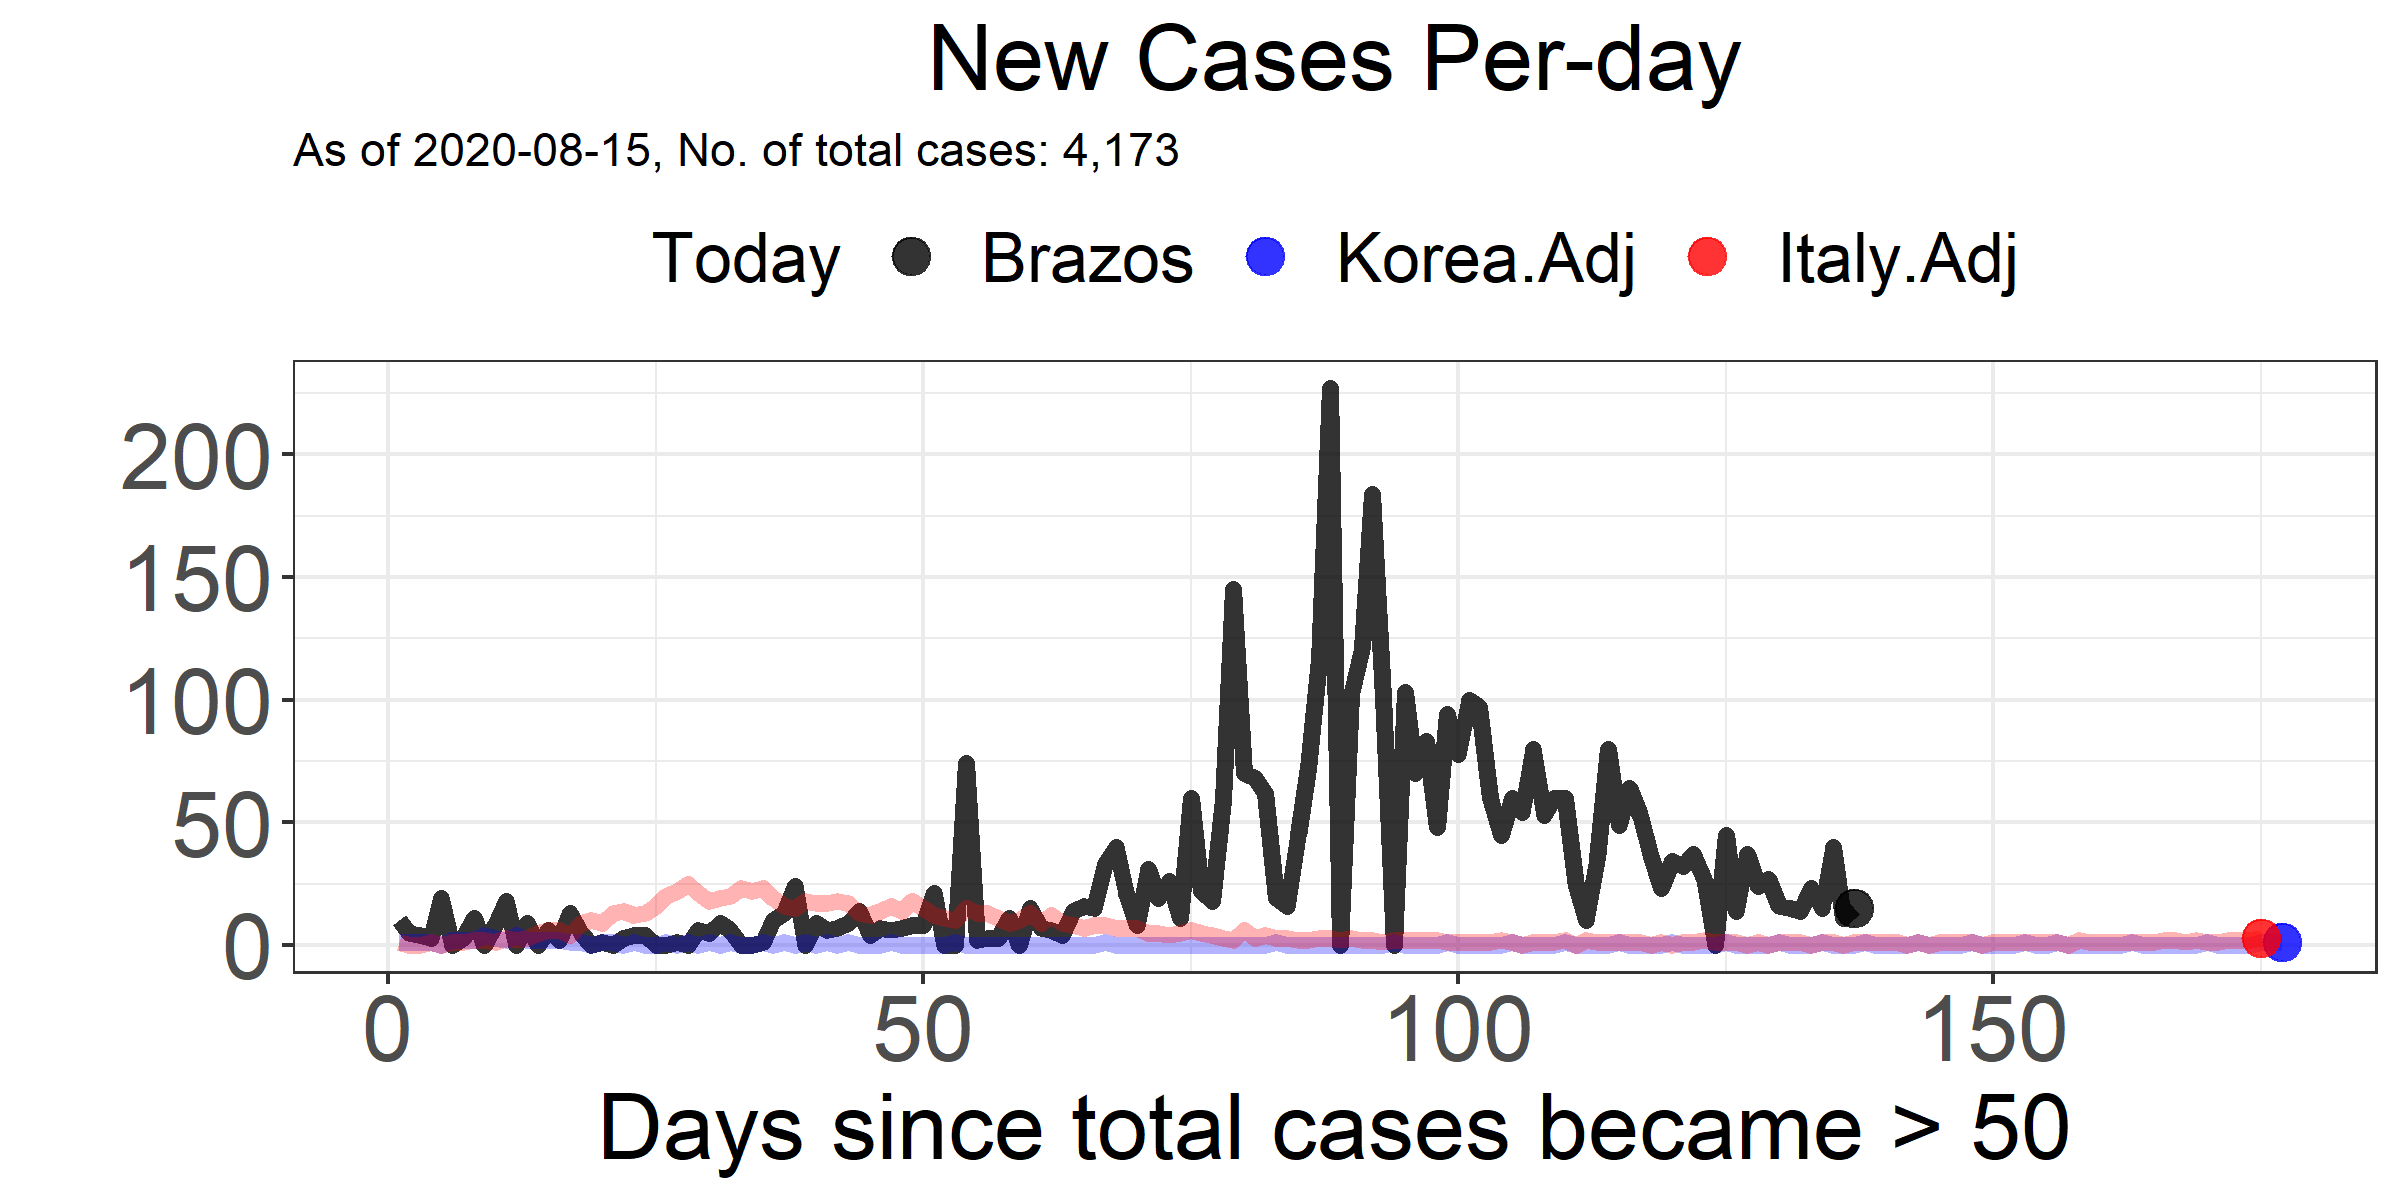 New Cases Per-day
As of 2020-08-15, No. of total cases: 4,173
Today Brazos Korea.Adj Italy.Adj
200
150
100
50
0
0 50 100 150
Days since total cases became > 50